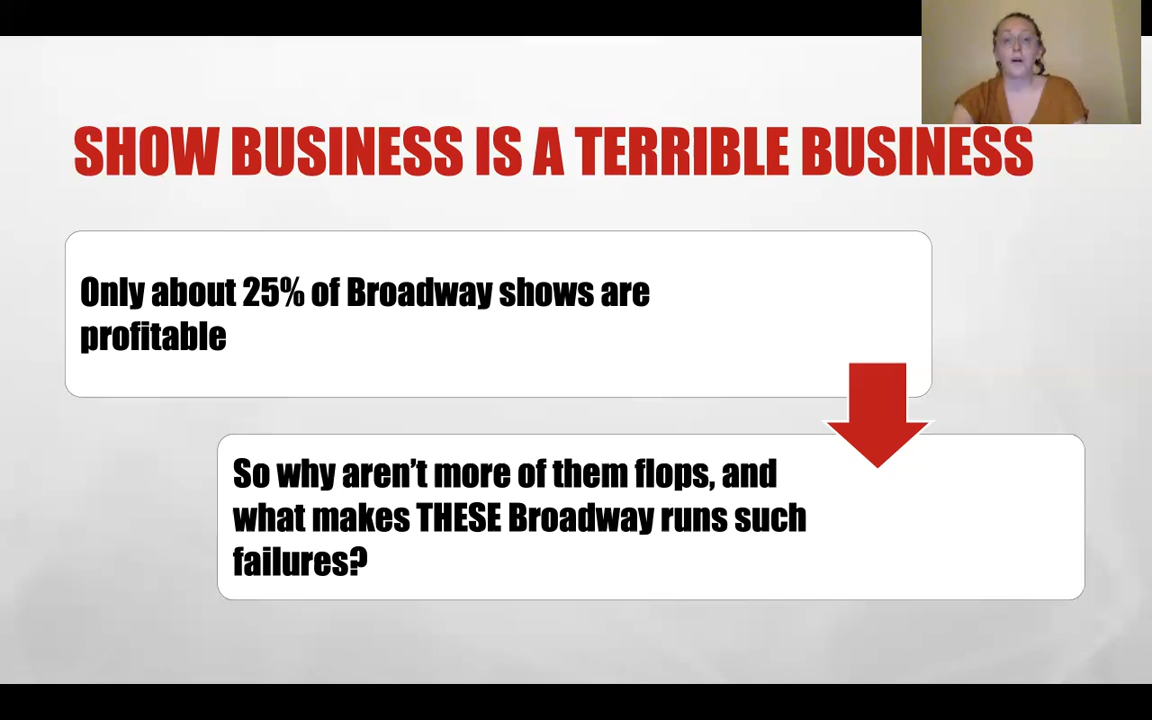 SHOW BUSINESS IS A TERRIBLE BUSINESS
Only about 25% of Broadway shows are
profitable
So why aren’t more of them flops, and
what makes THESE Broadway runs such
failures?